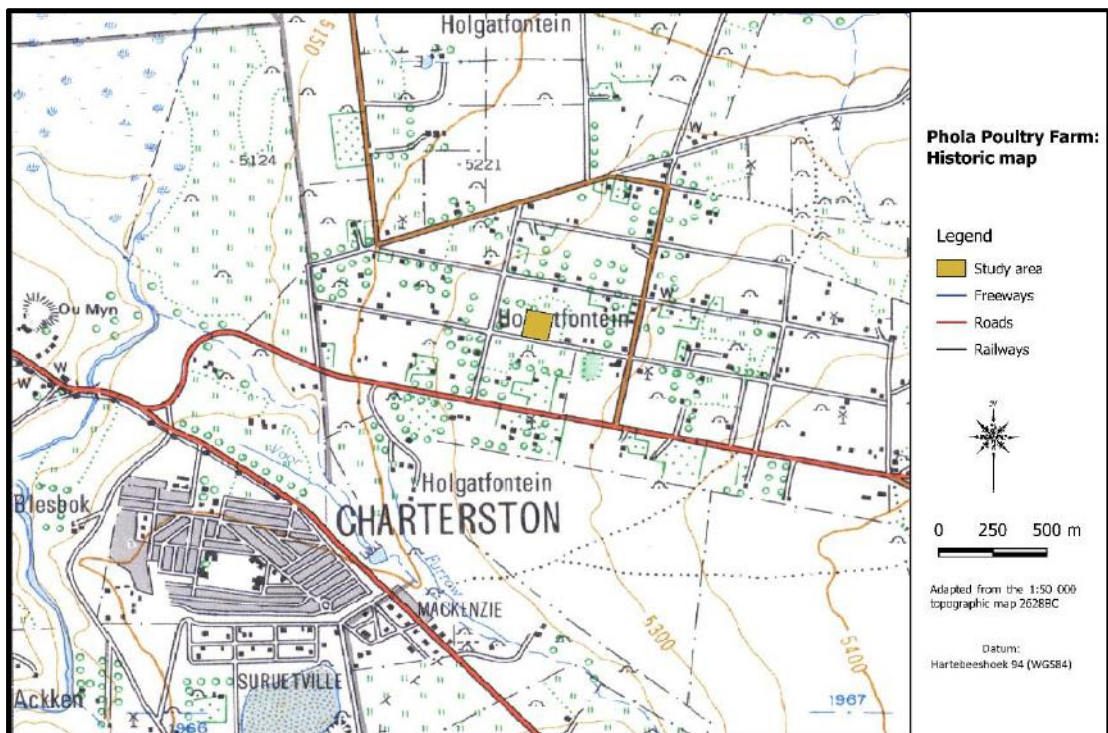 Holgatfontein
5150
5124
5221
W
Ou Myn
Holgatfontein
W
W
W
Holgatfontein
Blesbok
CHARTERSTON
Furrow
MACKENZIE
5300
5400
SURUETVILLE
Ackken
1966
1967
Phola Poultry Farm:
Historic map
Legend
Study area
Freeways
Roads
Railways
0 250 500 m
Adapted from the 1:50 000
topographic map 2628BC
Datum:
Hartebeeshoek 94 (WGS84)